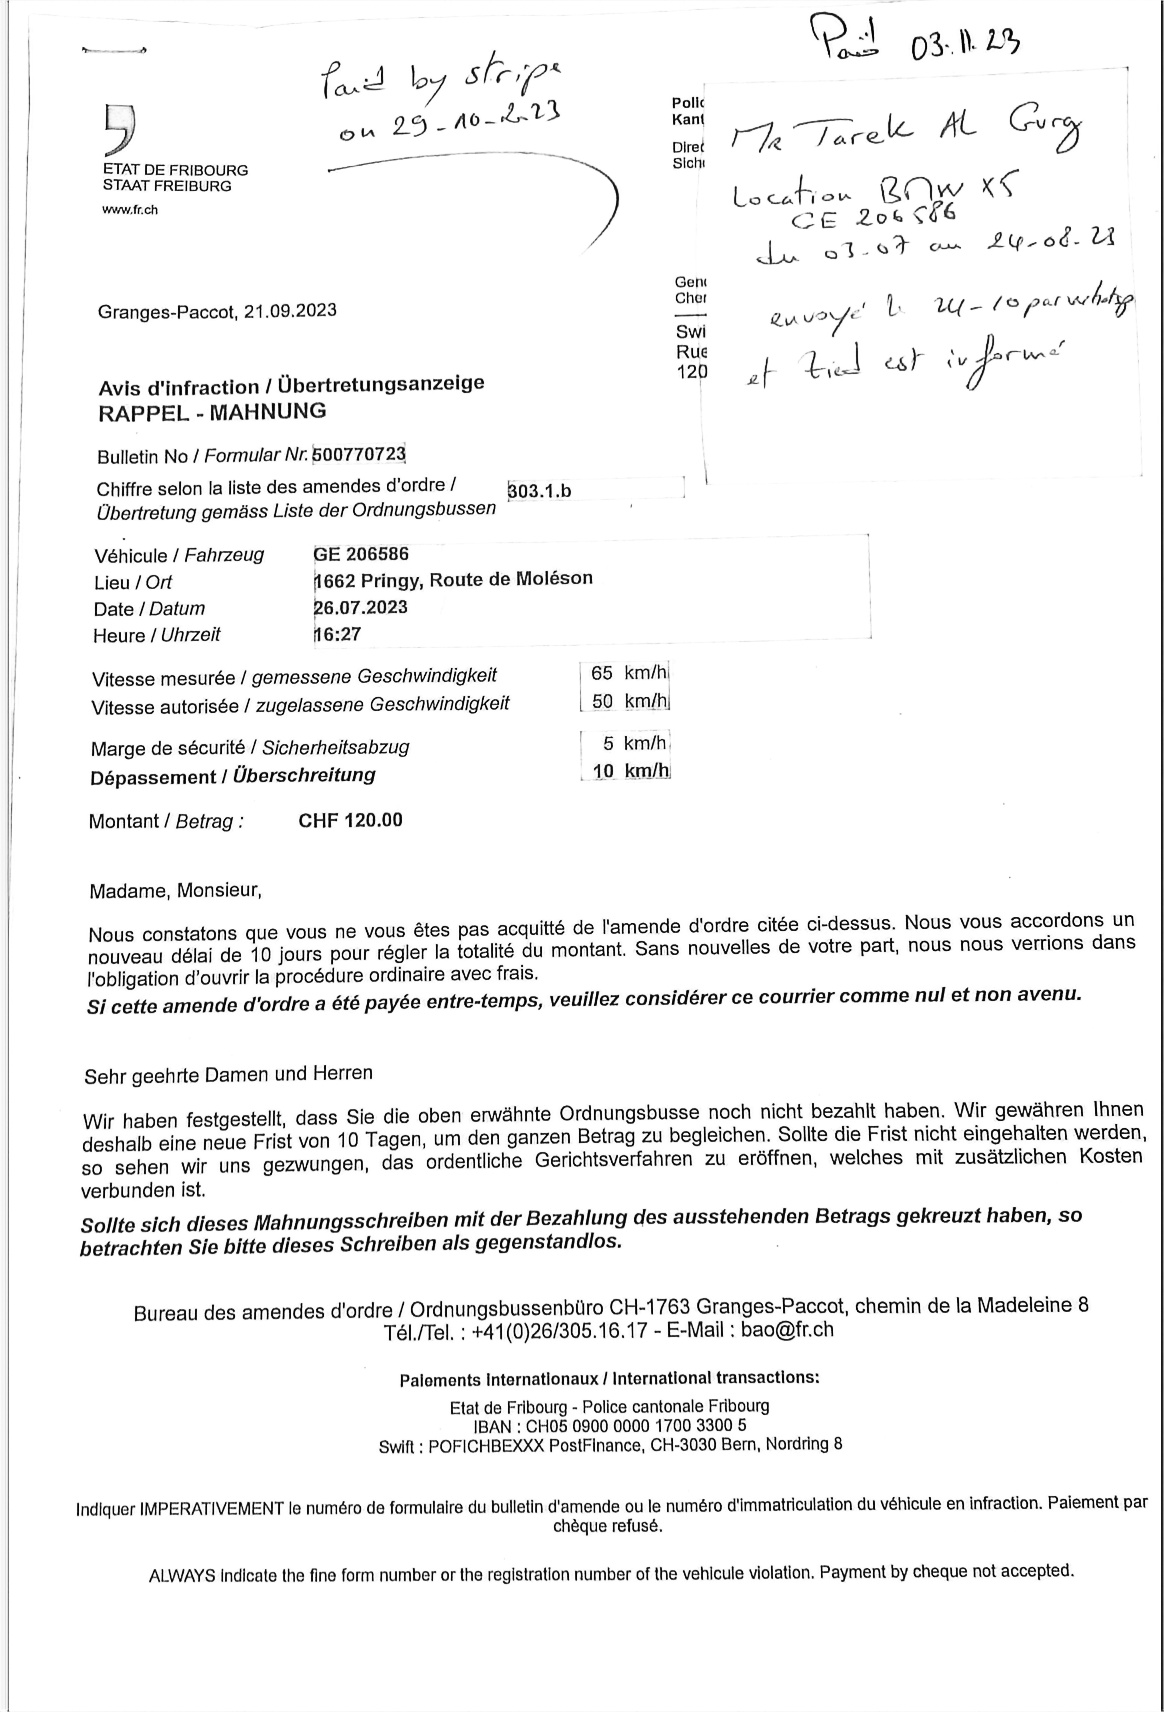 Paid 03.11.23
Paid by stripe
on 29-10-2023
ETAT DE FRIBOURG
STAAT FREIBURG
www.fr.ch
Polic
Kant
Direc
Sich
Mr Tarek AL Gurg
Location BMW X5
GE 206586
du 03-07 au 24-08-23
envoyé le 24-10 par whatsp
et Zied est informé
Gene
Cher
Swi
Rue
120
Granges-Paccot, 21.09.2023
Avis d'infraction / Übertretungsanzeige
RAPPEL - MAHNUNG
Bulletin No / Formular Nr. 500770723
Chiffre selon la liste des amendes d'ordre /
Übertretung gemäss Liste der Ordnungsbussen 303.1.b
Véhicule / Fahrzeug GE 206586
Lieu / Ort 1662 Pringy, Route de Moléson
Date / Datum 26.07.2023
Heure / Uhrzeit 16:27
Vitesse mesurée / gemessene Geschwindigkeit 65 km/h
Vitesse autorisée / zugelassene Geschwindigkeit 50 km/h
Marge de sécurité / Sicherheitsabzug 5 km/h
Dépassement / Überschreitung 10 km/h
Montant / Betrag : CHF 120.00
Madame, Monsieur,
Nous constatons que vous ne vous êtes pas acquitté de l'amende d'ordre citée ci-dessus. Nous vous accordons un
nouveau délai de 10 jours pour régler la totalité du montant. Sans nouvelles de votre part, nous nous verrions dans
l'obligation d'ouvrir la procédure ordinaire avec frais.
Si cette amende d'ordre a été payée entre-temps, veuillez considérer ce courrier comme nul et non avenu.
Sehr geehrte Damen und Herren
Wir haben festgestellt, dass Sie die oben erwähnte Ordnungsbusse noch nicht bezahlt haben. Wir gewähren Ihnen
deshalb eine neue Frist von 10 Tagen, um den ganzen Betrag zu begleichen. Sollte die Frist nicht eingehalten werden,
so sehen wir uns gezwungen, das ordentliche Gerichtsverfahren zu eröffnen, welches mit zusätzlichen Kosten
verbunden ist.
Sollte sich dieses Mahnungsschreiben mit der Bezahlung des ausstehenden Betrags gekreuzt haben, so
betrachten Sie bitte dieses Schreiben als gegenstandlos.
Bureau des amendes d'ordre / Ordnungsbussenbüro CH-1763 Granges-Paccot, chemin de la Madeleine 8
Tél./Tel. : +41(0)26/305.16.17 - E-Mail : bao@fr.ch
Paiements internationaux / International transactions:
Etat de Fribourg - Police cantonale Fribourg
IBAN : CH05 0900 0000 1700 3300 5
Swift : POFICHBEXXX PostFinance, CH-3030 Bern, Nordring 8
Indiquer IMPERATIVEMENT le numéro de formulaire du bulletin d'amende ou le numéro d'immatriculation du véhicule en infraction. Paiement par
chèque refusé.
ALWAYS indicate the fine form number or the registration number of the vehicule violation. Payment by cheque not accepted.